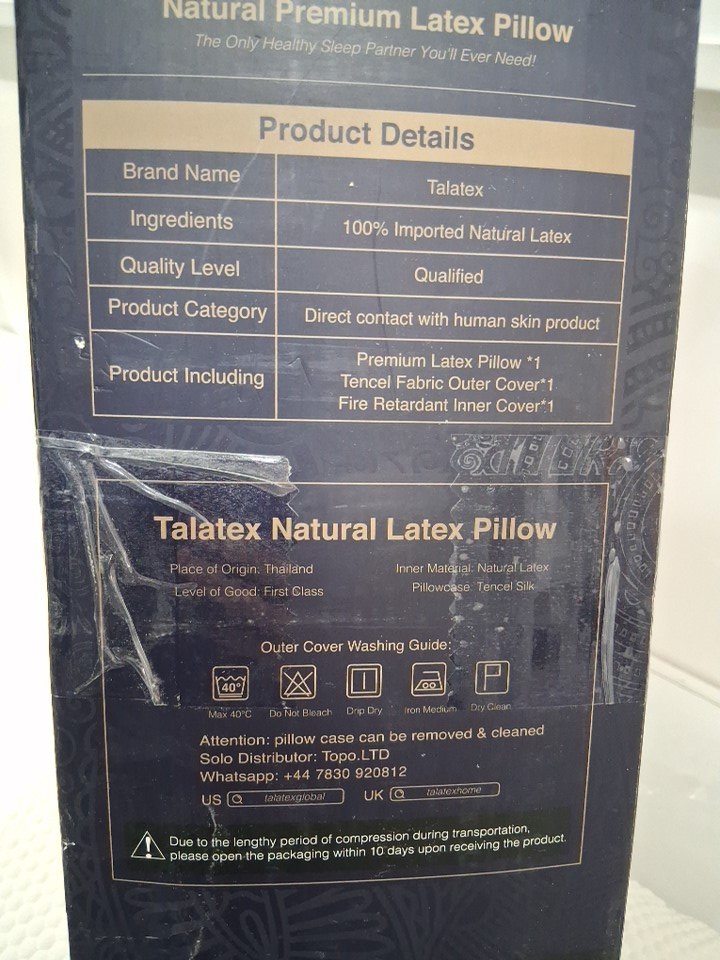 Natural Premium Latex Pillow
The Only Healthy Sleep Partner You'll Ever Need!
Product Details
Brand Name Talatex
Ingredients 100% Imported Natural Latex
Quality Level Qualified
Product Category Direct contact with human skin product
Product Including Premium Latex Pillow *1
Tencel Fabric Outer Cover*1
Fire Retardant Inner Cover*1
Talatex Natural Latex Pillow
Place of Origin: Thailand Inner Material: Natural Latex
Level of Good: First Class Pillowcase: Tencel Silk
Outer Cover Washing Guide:
40° P
Max 40°C Do Not Bleach Drip Dry Iron Medium Dry Clean
Attention: pillow case can be removed & cleaned
Solo Distributor: Topo.LTD
Whatsapp: +44 7830 920812
US talatexglobal UK talatexhome
Due to the lengthy period of compression during transportation,
please open the packaging within 10 days upon receiving the product.